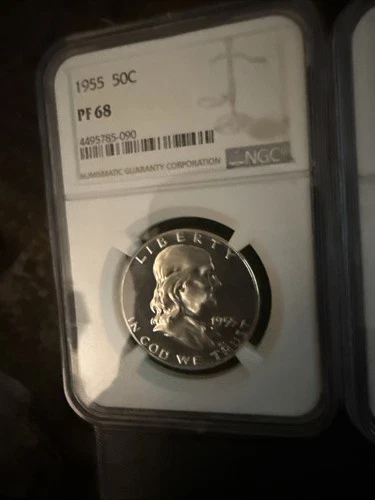 1955 50C
PF 68
4495785-090
NUMISMATIC GUARANTY CORPORATION
NGC
LIBERTY
IN GOD WE TRUST